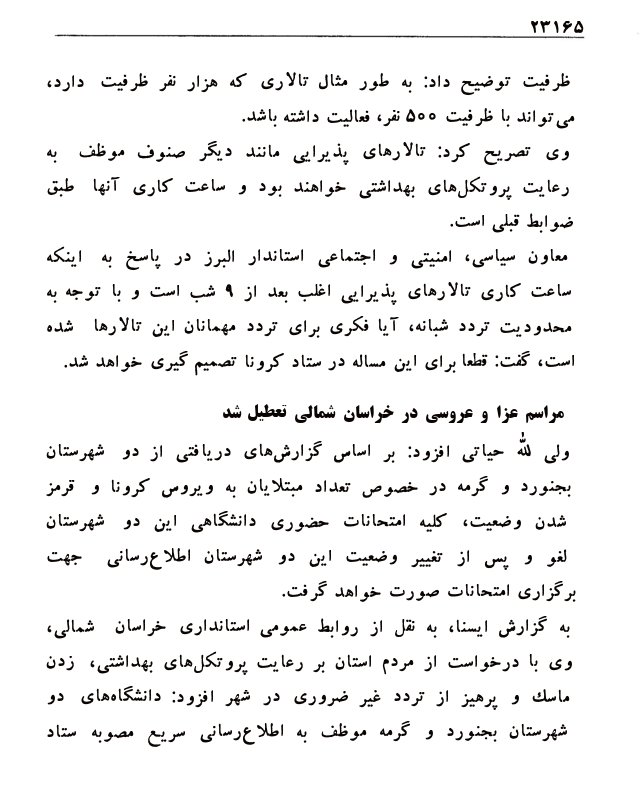 ۲۳۱۶۵
ظرفیت توضیح داد: به طور مثال تالاری که هزار نفر ظرفیت دارد،
می‌تواند با ظرفیت ۵۰۰ نفر، فعالیت داشته باشد.
وی تصریح کرد: تالارهای پذیرایی مانند دیگر صنوف موظف به
رعایت پروتکل‌های بهداشتی خواهند بود و ساعت کاری آنها طبق
ضوابط قبلی است.
معاون سیاسی، امنیتی و اجتماعی استاندار البرز در پاسخ به اینکه
ساعت کاری تالارهای پذیرایی اغلب بعد از ۹ شب است و با توجه به
محدودیت تردد شبانه، آیا فکری برای تردد مهمانان این تالارها شده
است، گفت: قطعا برای این مساله در ستاد کرونا تصمیم گیری خواهد شد.
مراسم عزا و عروسی در خراسان شمالی تعطیل شد
ولی لله حیاتی افزود: بر اساس گزارش‌های دریافتی از دو شهرستان
بجنورد و گرمه در خصوص تعداد مبتلایان به ویروس کرونا و قرمز
شدن وضعیت، کلیه امتحانات حضوری دانشگاهی این دو شهرستان
لغو و پس از تغییر وضعیت این دو شهرستان اطلاع‌رسانی جهت
برگزاری امتحانات صورت خواهد گرفت.
به گزارش ایسنا، به نقل از روابط عمومی استانداری خراسان شمالی،
وی با درخواست از مردم استان بر رعایت پروتکل‌های بهداشتی، زدن
ماسك و پرهیز از تردد غیر ضروری در شهر افزود: دانشگاه‌های دو
شهرستان بجنورد و گرمه موظف به اطلاع‌رسانی سریع مصوبه ستاد